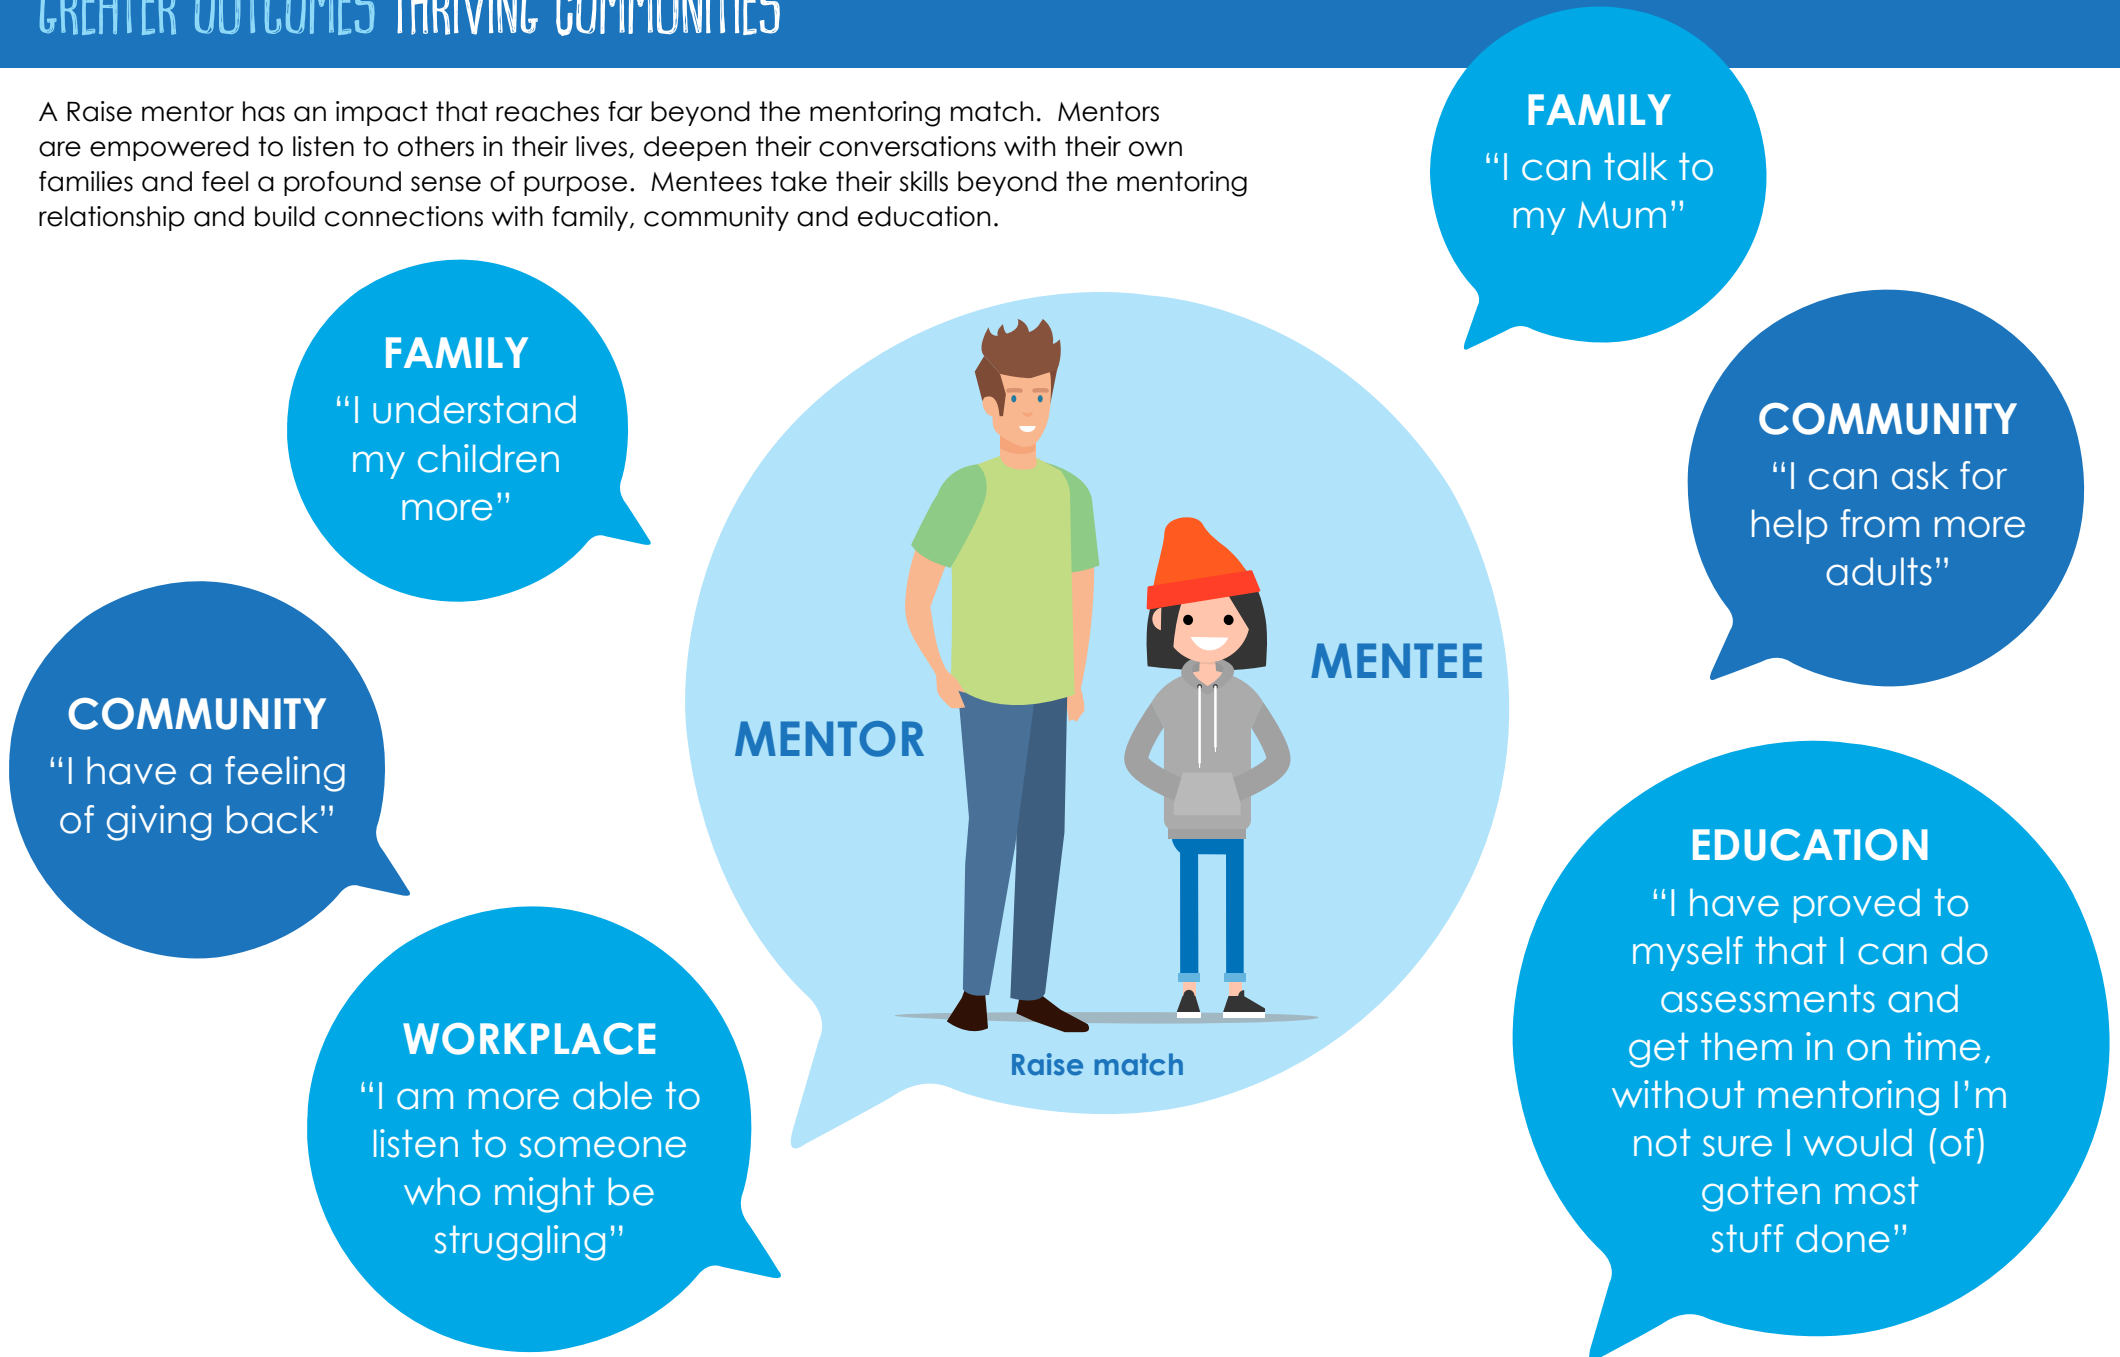 GREATER OUTCOMES THRIVING COMMUNITIES
A Raise mentor has an impact that reaches far beyond the mentoring match.  Mentors
are empowered to listen to others in their lives, deepen their conversations with their own
families and feel a profound sense of purpose.  Mentees take their skills beyond the mentoring
relationship and build connections with family, community and education.
FAMILY
“I understand
my children
more”
COMMUNITY
“I have a feeling
of giving back”
WORKPLACE
“I am more able to
listen to someone
who might be
struggling”
MENTOR
MENTEE
Raise match
FAMILY
“I can talk to
my Mum”
COMMUNITY
“I can ask for
help from more
adults”
EDUCATION
“I have proved to
myself that I can do
assessments and
get them in on time,
without mentoring I’m
not sure I would (of)
gotten most
stuff done”